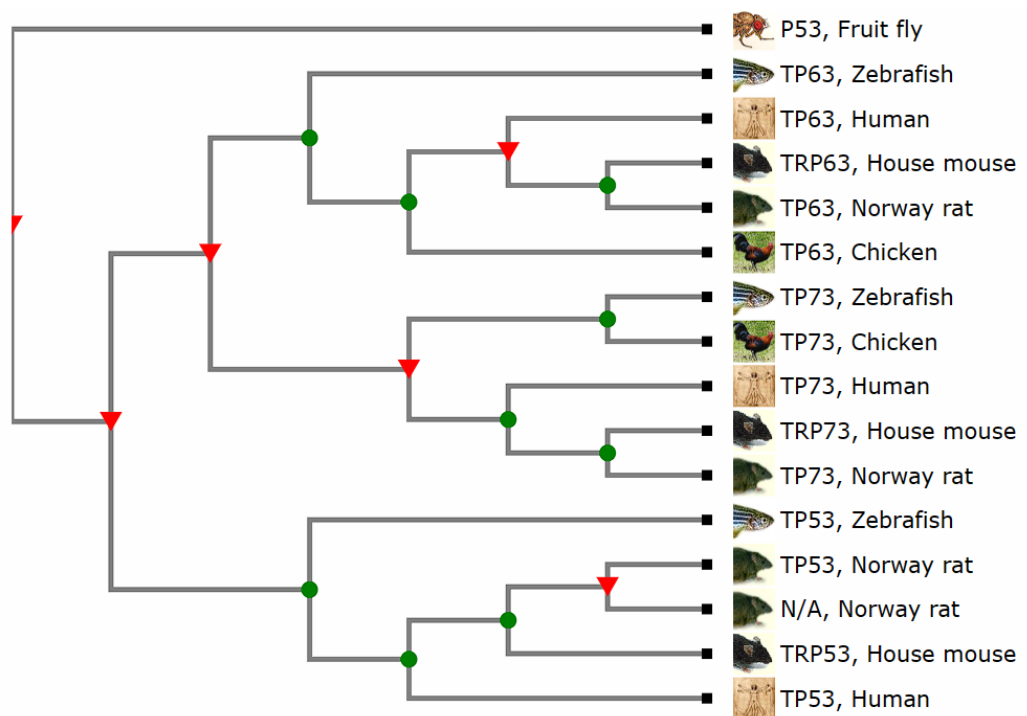 P53, Fruit fly
TP63, Zebrafish
TP63, Human
TRP63, House mouse
TP63, Norway rat
TP63, Chicken
TP73, Zebrafish
TP73, Chicken
TP73, Human
TRP73, House mouse
TP73, Norway rat
TP53, Zebrafish
TP53, Norway rat
N/A, Norway rat
TRP53, House mouse
TP53, Human